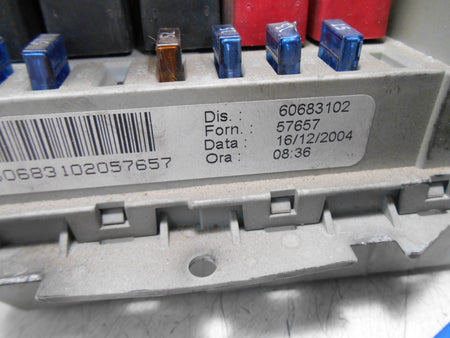 Dis. : 60683102
Forn. : 57657
Data : 16/12/2004
Ora : 08:36
60683102057657